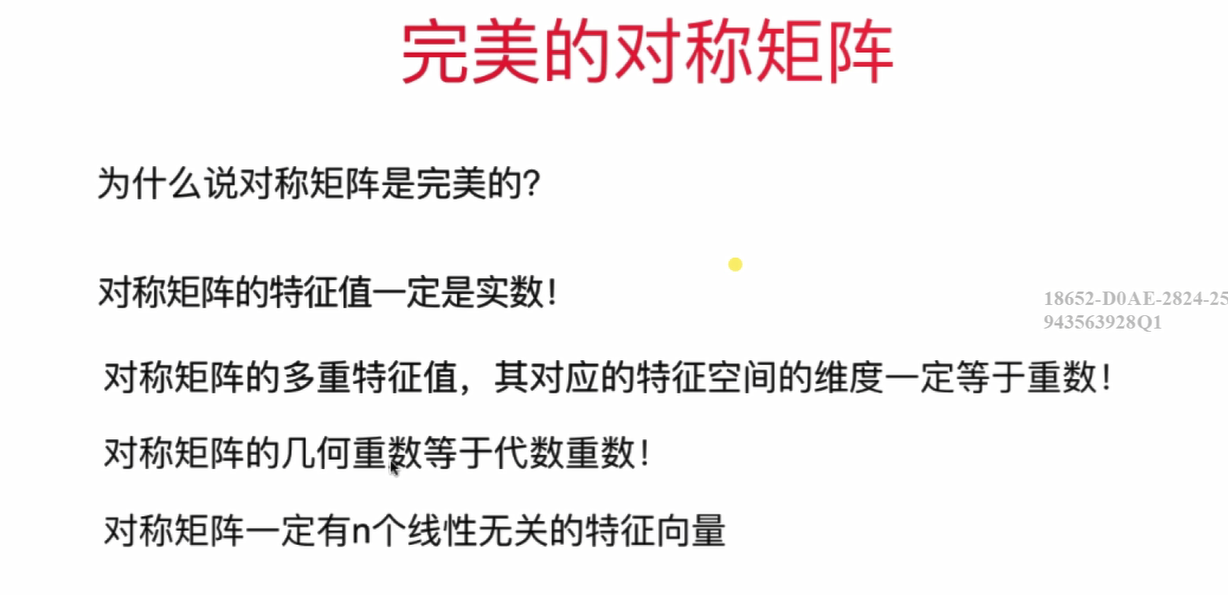 完美的对称矩阵
为什么说对称矩阵是完美的?
对称矩阵的特征值一定是实数!
18652-D0AE-2824-25
943563928Q1
对称矩阵的多重特征值，其对应的特征空间的维度一定等于重数!
对称矩阵的几何重数等于代数重数!
对称矩阵一定有n个线性无关的特征向量